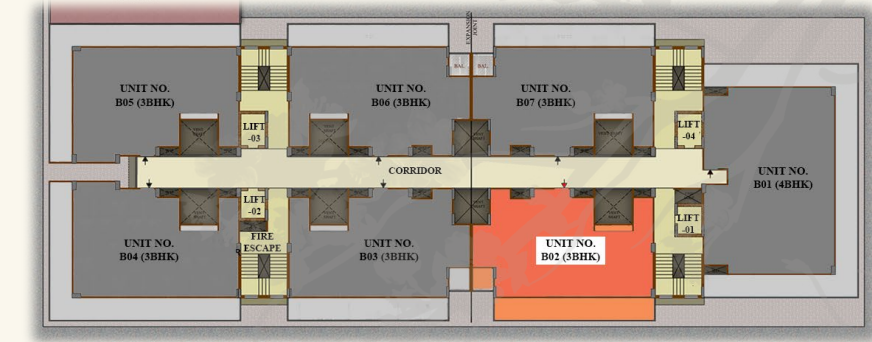 EXPANSION
JOINT
BAL.
BAL.
UNIT NO.
B05 (3BHK)
UNIT NO.
B06 (3BHK)
UNIT NO.
B07 (3BHK)
LIFT
-03
LIFT
-04
CORRIDOR
UNIT NO.
B01 (4BHK)
LIFT
-02
LIFT
-01
FIRE
ESCAPE
UNIT NO.
B04 (3BHK)
UNIT NO.
B03 (3BHK)
UNIT NO.
B02 (3BHK)